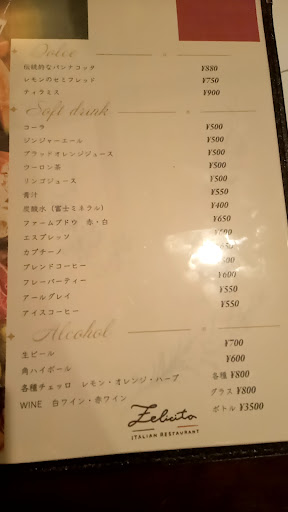 Dolce
伝統的なパンナコッタ ¥880
レモンのセミフレッド ¥750
ティラミス ¥900
Soft drink
コーラ ¥500
ジンジャーエール ¥500
ブラッドオレンジジュース ¥500
ウーロン茶 ¥500
リンゴジュース ¥500
青汁 ¥550
炭酸水(富士ミネラル) ¥400
ファームブドウ 赤・白 ¥650
エスプレッソ
カプチーノ
ブレンドコーヒー
フレーバーティー ¥600
アールグレイ ¥550
アイスコーヒー ¥550
Alcohol
生ビール ¥700
角ハイボール ¥600
各種チェッロ レモン・オレンジ・ハーブ 各種 ¥800
WINE 白ワイン・赤ワイン グラス ¥800
ボトル ¥3500
ITALIAN RESTAURANT